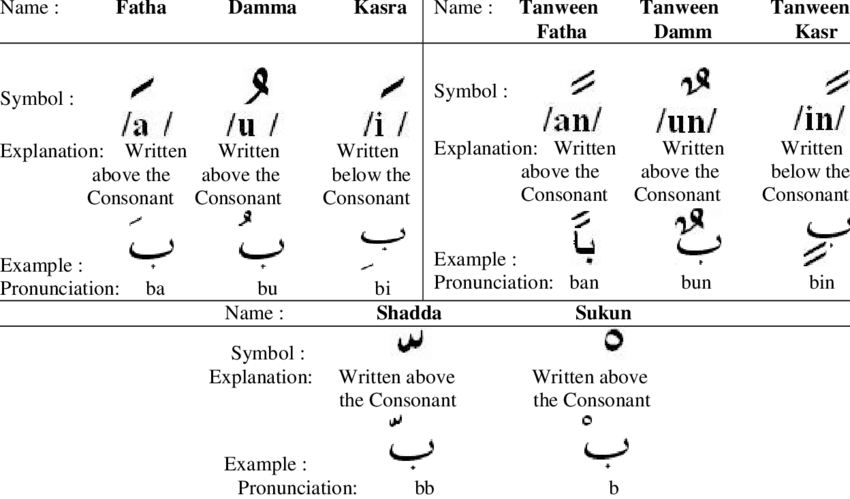 Name : Fatha Damma Kasra
Symbol : َ ُ ِ
/a / /u / /i /
Explanation: Written Written Written
above the above the below the
Consonant Consonant Consonant
Example : بَ بُ بِ
Pronunciation: ba bu bi
Name : Tanween Tanween Tanween
Fatha Damm Kasr
Symbol : ً ٌ ٍ
/an/ /un/ /in/
Explanation: Written Written Written
above the above the below the
Consonant Consonant Consonant
Example : باً بٌ بٍ
Pronunciation: ban bun bin
Name : Shadda Sukun
Symbol : ّ ْ
Explanation: Written above Written above
the Consonant the Consonant
Example : بّ بْ
Pronunciation: bb b